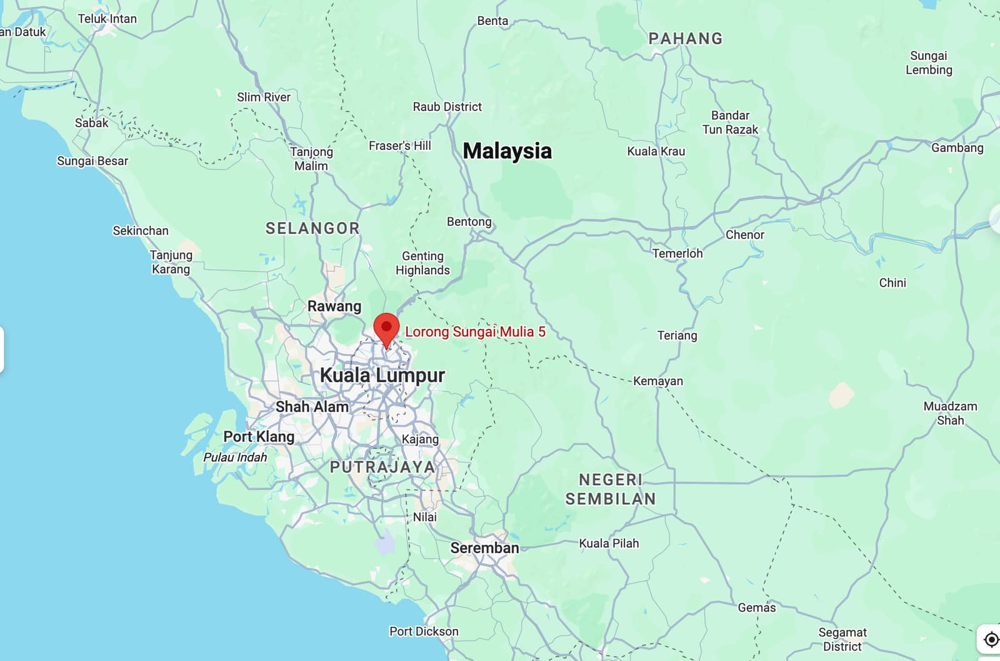 Teluk Intan
an Datuk
Benta
PAHANG
Sungai
Lembing
Slim River
Raub District
Sabak
Bandar
Tun Razak
Fraser's Hill
Malaysia
Kuala Krau
Gambang
Tanjong
Malim
Sungai Besar
Bentong
SELANGOR
Sekinchan
Chenor
Tanjung
Karang
Genting
Highlands
Temerloh
Chini
Rawang
Lorong Sungai Mulia 5
Teriang
Kuala Lumpur
Kemayan
Shah Alam
Muadzam
Shah
Port Klang
Kajang
Pulau Indah
PUTRAJAYA
NEGERI
SEMBILAN
Nilai
Seremban
Kuala Pilah
Gemas
Port Dickson
Segamat
District